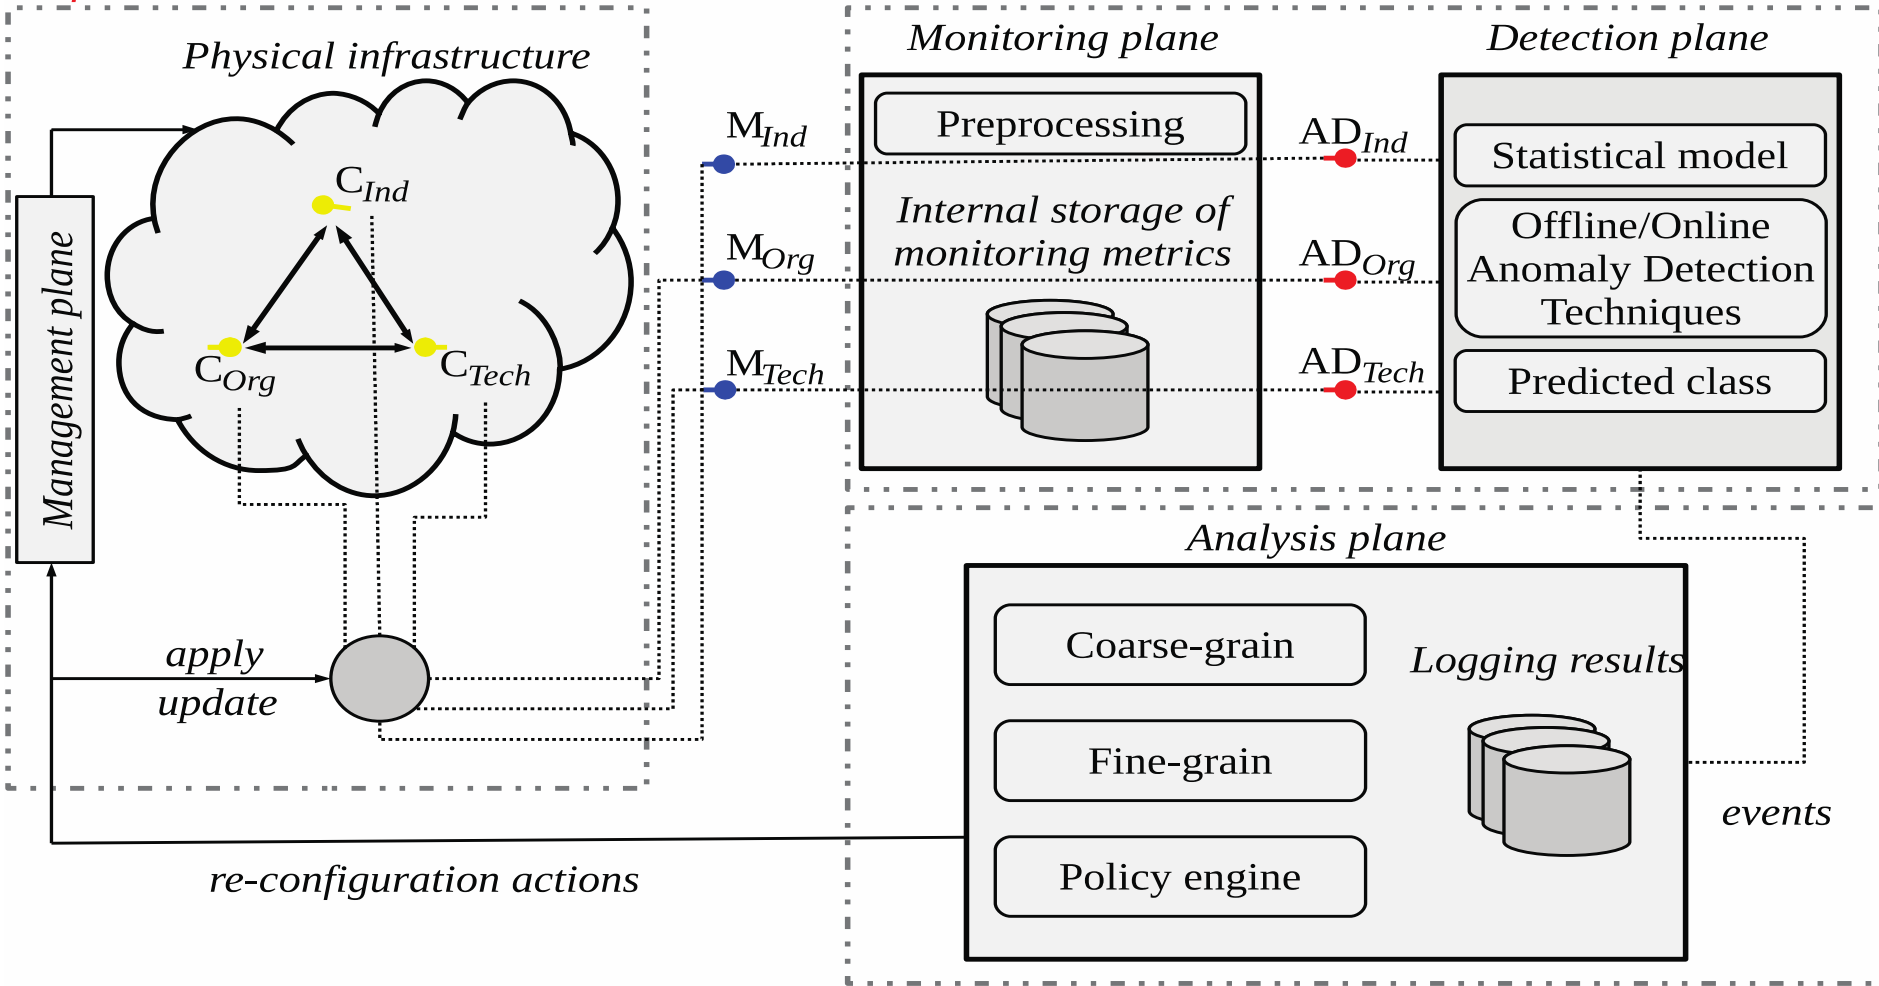 Physical infrastructure
Management plane
C_Ind
C_Org
C_Tech
apply
update
re-configuration actions
M_Ind
M_Org
M_Tech
Monitoring plane
Preprocessing
Internal storage of
monitoring metrics
AD_Ind
AD_Org
AD_Tech
Detection plane
Statistical model
Offline/Online
Anomaly Detection
Techniques
Predicted class
Analysis plane
Coarse-grain
Fine-grain
Policy engine
Logging results
events